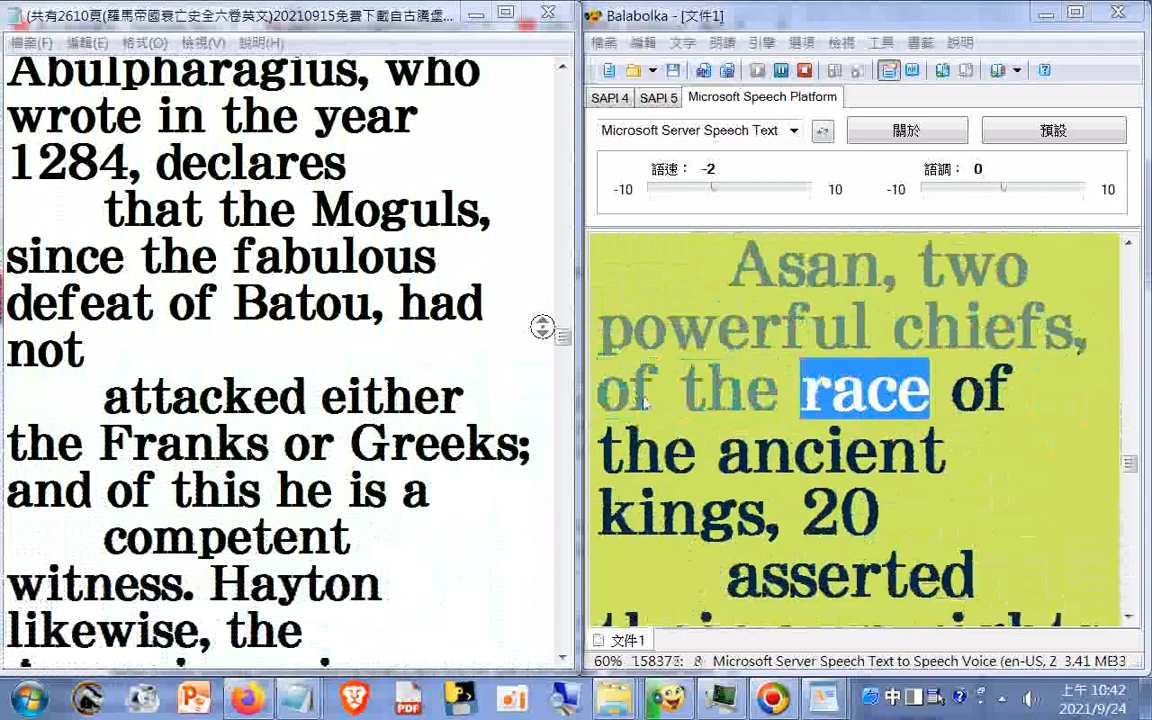 (共有2610頁(羅馬帝國衰亡史全六卷英文)20210915免費下載自古騰堡...
檔案(F) 編輯(E) 格式(O) 檢視(V) 說明(H)
Abulpharagius, who
wrote in the year
1284, declares
that the Moguls,
since the fabulous
defeat of Batou, had
not
attacked either
the Franks or Greeks;
and of this he is a
competent
witness. Hayton
likewise, the
Balabolka - [文件1]
檔案 編輯 文字 朗讀 引擎 選項 檢視 工具 書籤 說明
SAPI 4 SAPI 5 Microsoft Speech Platform
Microsoft Server Speech Text 關於 預設
語速： -2 語調： 0
-10 10 -10 10
Asan, two
powerful chiefs,
of the race of
the ancient
kings, 20
asserted
文件1
60% Microsoft Server Speech Text to Speech Voice (en-US, Z 3.41 MB
中
上午 10:42
2021/9/24